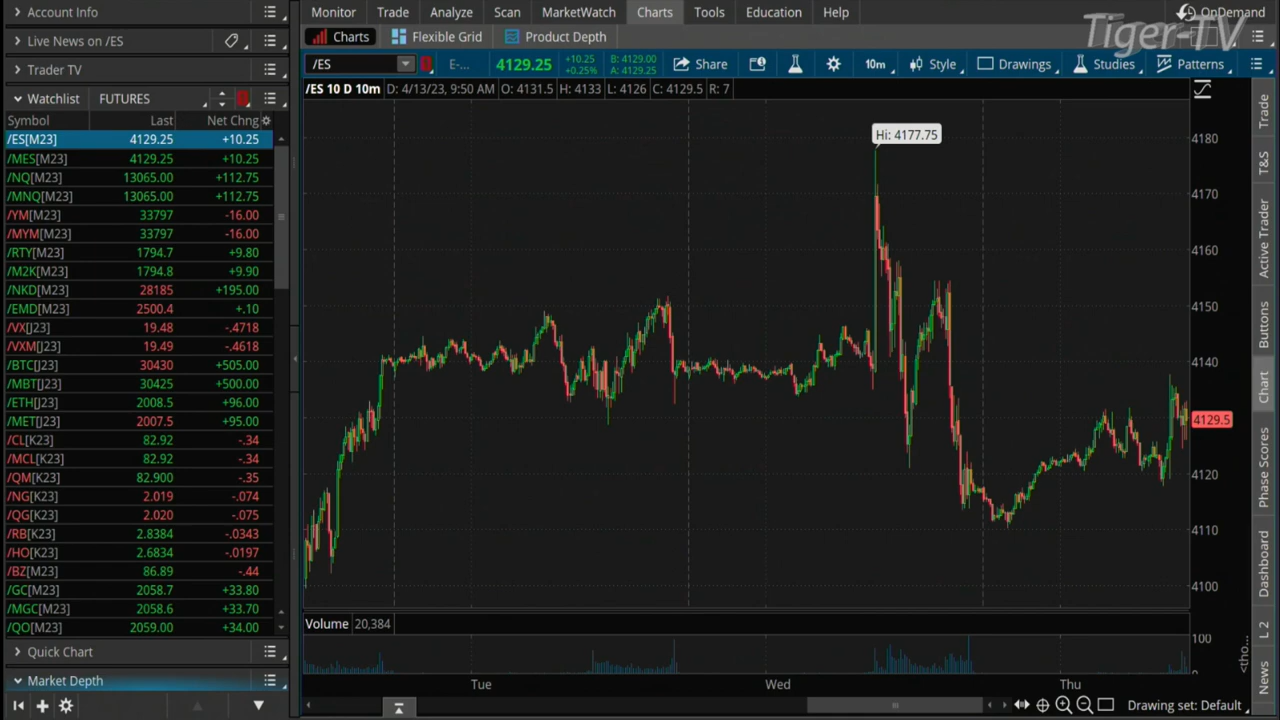 Account Info
Monitor Trade Analyze Scan MarketWatch Charts Tools Education Help OnDemand
Tiger-TV
Live News on /ES
Charts Flexible Grid Product Depth
Trader TV
/ES E-... 4129.25 +10.25 +0.25% B: 4129.00 A: 4129.25 Share 10m Style Drawings Studies Patterns
Watchlist FUTURES
/ES 10 D 10m D: 4/13/23, 9:50 AM O: 4131.5 H: 4133 L: 4126 C: 4129.5 R: 7
Symbol Last Net Chng
/ES[M23] 4129.25 +10.25
/MES[M23] 4129.25 +10.25
/NQ[M23] 13065.00 +112.75
/MNQ[M23] 13065.00 +112.75
/YM[M23] 33797 -16.00
/MYM[M23] 33797 -16.00
/RTY[M23] 1794.7 +9.80
/M2K[M23] 1794.8 +9.90
/NKD[M23] 28185 +195.00
/EMD[M23] 2500.4 +.10
/VX[J23] 19.48 -.4718
/VXM[J23] 19.49 -.4618
/BTC[J23] 30430 +505.00
/MBT[J23] 30425 +500.00
/ETH[J23] 2008.5 +96.00
/MET[J23] 2007.5 +95.00
/CL[K23] 82.92 -.34
/MCL[K23] 82.92 -.34
/QM[K23] 82.900 -.35
/NG[K23] 2.019 -.074
/QG[K23] 2.020 -.075
/RB[K23] 2.8384 -.0343
/HO[K23] 2.6834 -.0197
/BZ[M23] 86.89 -.44
/GC[M23] 2058.7 +33.80
/MGC[M23] 2058.6 +33.70
/QO[M23] 2059.00 +34.00
Quick Chart
Market Depth
Hi: 4177.75
4180
4170
4160
4150
4140
4129.5
4120
4110
4100
Volume 20,384
100
<tho...
0
Tue Wed Thu
Drawing set: Default
Trade
T&S
Active Trader
Buttons
Chart
Phase Scores
Dashboard
L 2
News